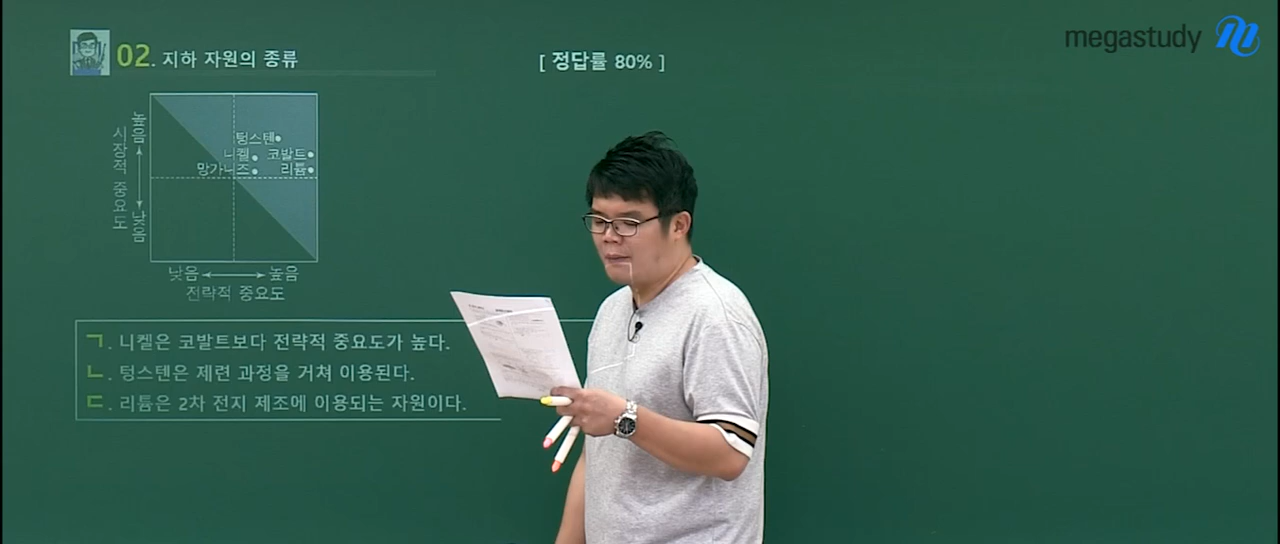 megastudy
02. 지하 자원의 종류
[ 정답률 80% ]
높음
시장적 중요도
낮음
텅스텐
니켈 코발트
망가니즈 리튬
낮음 높음
전략적 중요도
ㄱ. 니켈은 코발트보다 전략적 중요도가 높다.
ㄴ. 텅스텐은 제련 과정을 거쳐 이용된다.
ㄷ. 리튬은 2차 전지 제조에 이용되는 자원이다.